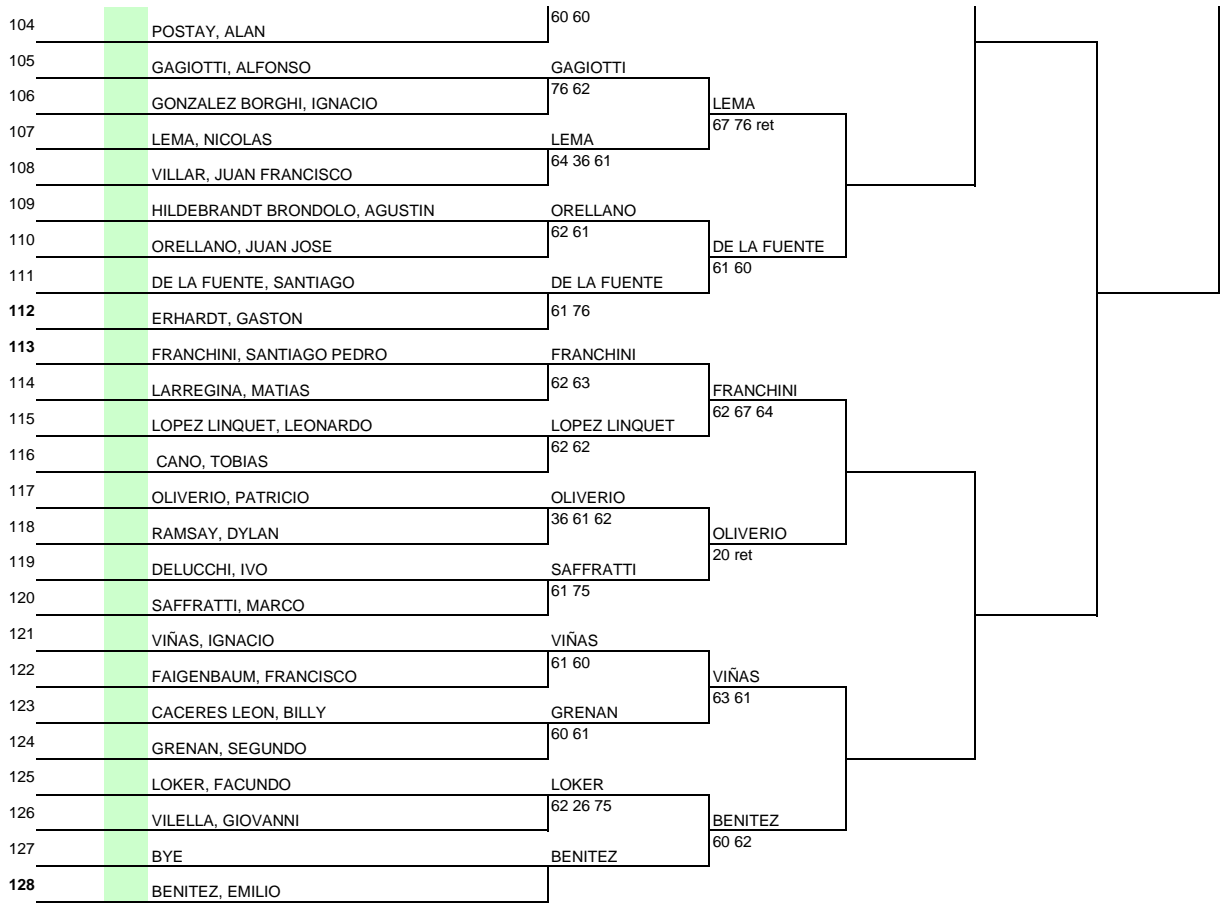 104 POSTAY, ALAN 60 60
105 GAGIOTTI, ALFONSO GAGIOTTI
106 GONZALEZ BORGHI, IGNACIO 76 62 LEMA
107 LEMA, NICOLAS LEMA 67 76 ret
108 VILLAR, JUAN FRANCISCO 64 36 61
109 HILDEBRANDT BRONDOLO, AGUSTIN ORELLANO
110 ORELLANO, JUAN JOSE 62 61 DE LA FUENTE
111 DE LA FUENTE, SANTIAGO DE LA FUENTE 61 60
112 ERHARDT, GASTON 61 76
113 FRANCHINI, SANTIAGO PEDRO FRANCHINI
114 LARREGINA, MATIAS 62 63 FRANCHINI
115 LOPEZ LINQUET, LEONARDO LOPEZ LINQUET 62 67 64
116 CANO, TOBIAS 62 62
117 OLIVERIO, PATRICIO OLIVERIO
118 RAMSAY, DYLAN 36 61 62 OLIVERIO
119 DELUCCHI, IVO SAFFRATTI 20 ret
120 SAFFRATTI, MARCO 61 75
121 VIÑAS, IGNACIO VIÑAS
122 FAIGENBAUM, FRANCISCO 61 60 VIÑAS
123 CACERES LEON, BILLY GRENAN 63 61
124 GRENAN, SEGUNDO 60 61
125 LOKER, FACUNDO LOKER
126 VILELLA, GIOVANNI 62 26 75 BENITEZ
127 BYE BENITEZ 60 62
128 BENITEZ, EMILIO